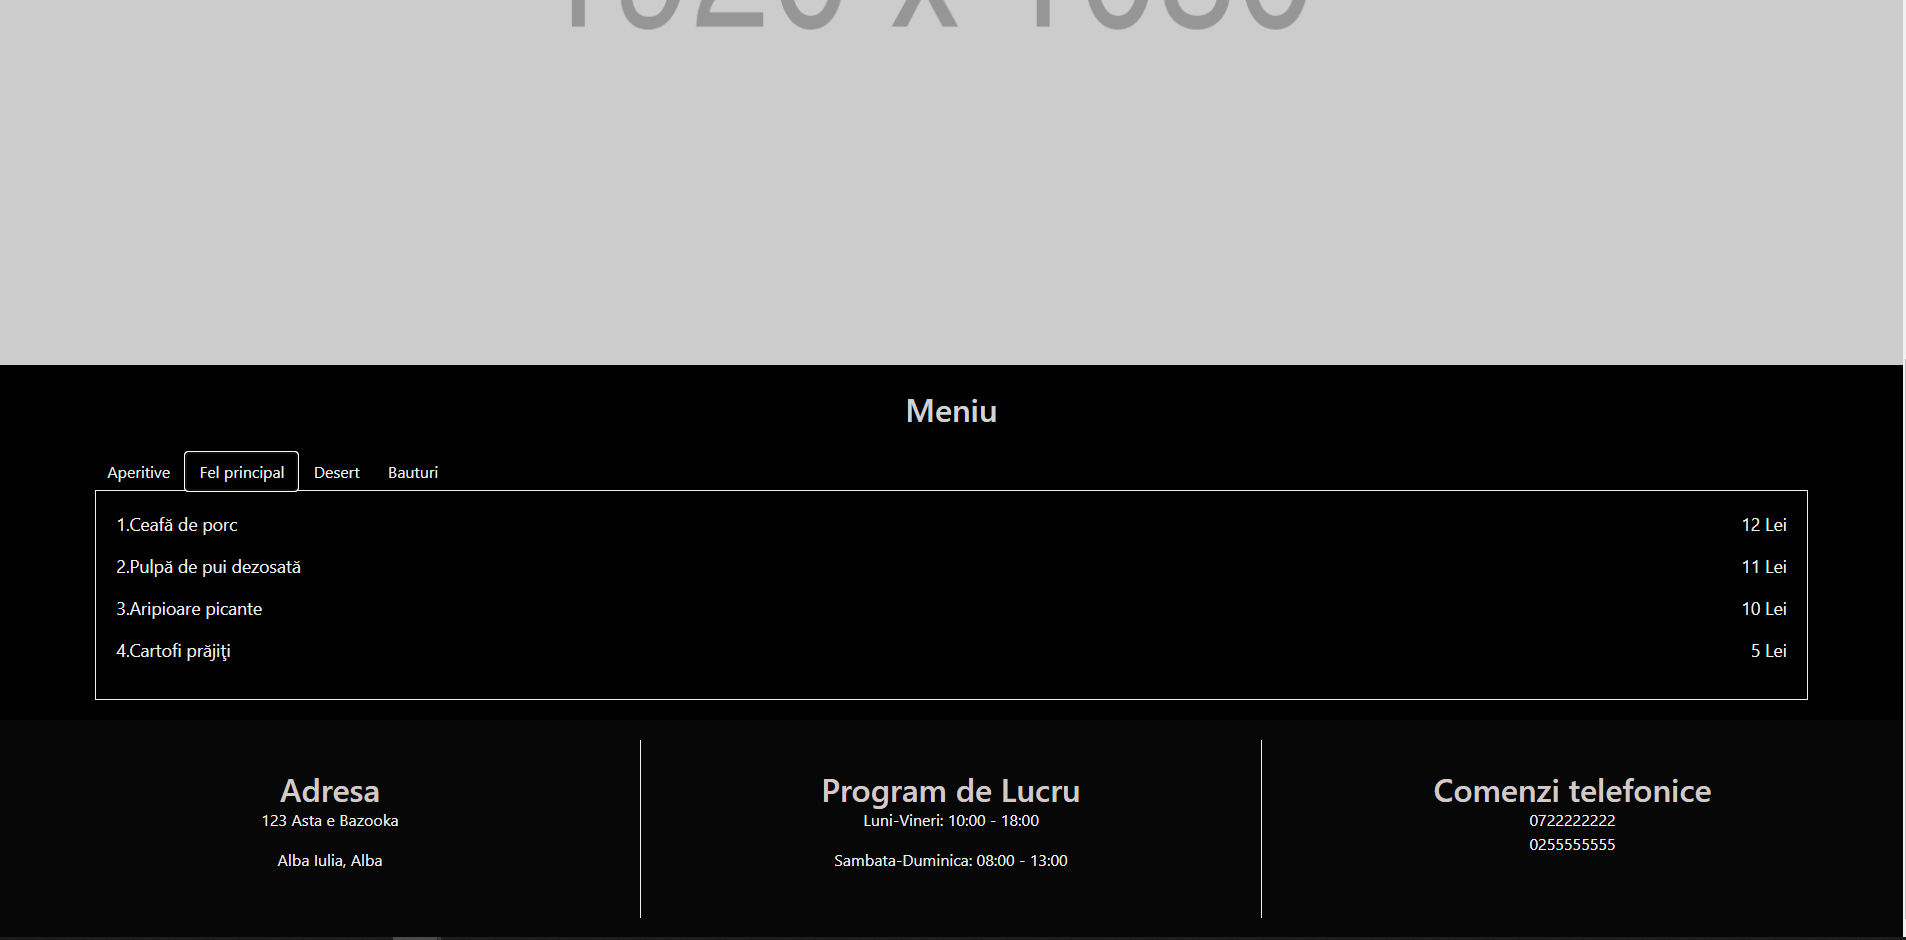 1920 x 1080
Meniu
Aperitive Fel principal Desert Bauturi
1.Ceafă de porc 12 Lei
2.Pulpă de pui dezosată 11 Lei
3.Aripioare picante 10 Lei
4.Cartofi prăjiţi 5 Lei
Adresa
123 Asta e Bazooka
Alba Iulia, Alba
Program de Lucru
Luni-Vineri: 10:00 - 18:00
Sambata-Duminica: 08:00 - 13:00
Comenzi telefonice
0722222222
0255555555